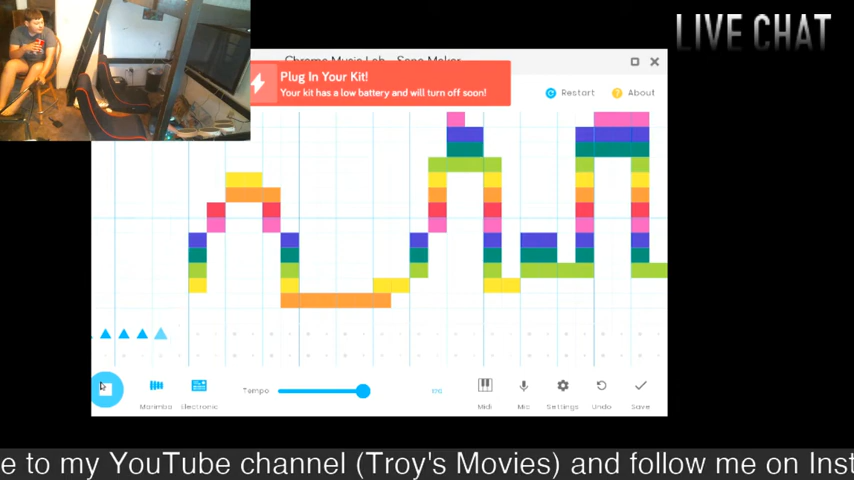 LIVE CHAT
Chrome Music Lab - Song Maker
Plug In Your Kit!
Your kit has a low battery and will turn off soon!
Restart
About
Marimba
Electronic
Tempo
Midi
Mic
Settings
Undo
Save
e to my YouTube channel (Troy's Movies) and follow me on Inst